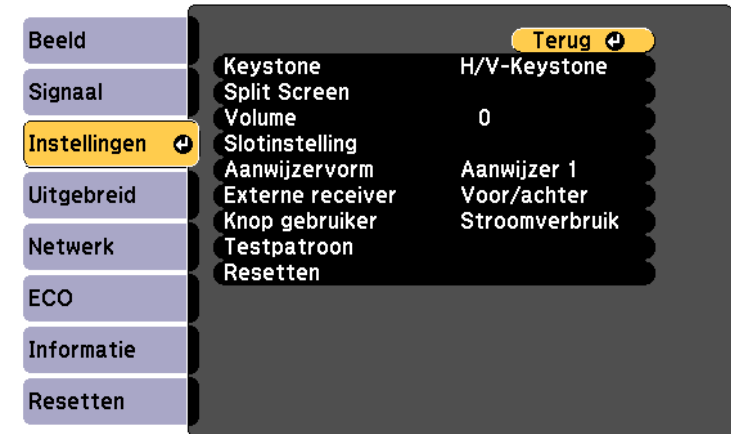 Beeld
Signaal
Instellingen
Uitgebreid
Netwerk
ECO
Informatie
Resetten
Terug
Keystone H/V-Keystone
Split Screen
Volume 0
Slotinstelling
Aanwijzervorm Aanwijzer 1
Externe receiver Voor/achter
Knop gebruiker Stroomverbruik
Testpatroon
Resetten